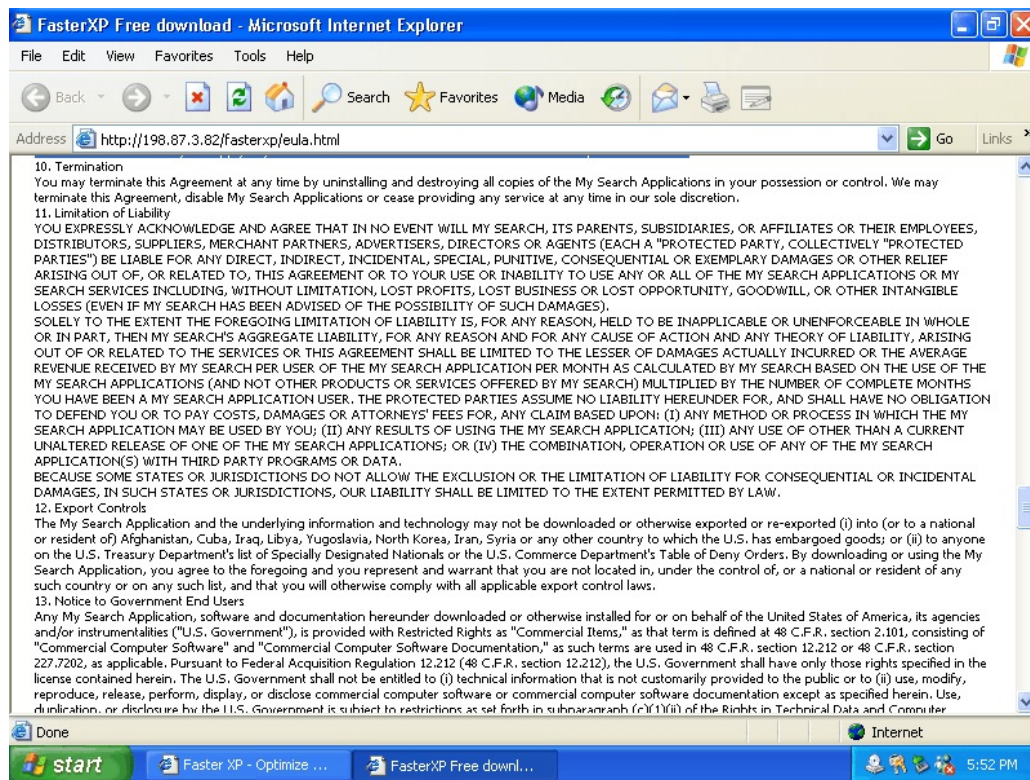 FasterXP Free download - Microsoft Internet Explorer
File Edit View Favorites Tools Help
Back Search Favorites Media
Address http://198.87.3.82/fasterxp/eula.html Go Links
10. Termination
You may terminate this Agreement at any time by uninstalling and destroying all copies of the My Search Applications in your possession or control. We may
terminate this Agreement, disable My Search Applications or cease providing any service at any time in our sole discretion.
11. Limitation of Liability
YOU EXPRESSLY ACKNOWLEDGE AND AGREE THAT IN NO EVENT WILL MY SEARCH, ITS PARENTS, SUBSIDIARIES, OR AFFILIATES OR THEIR EMPLOYEES,
DISTRIBUTORS, SUPPLIERS, MERCHANT PARTNERS, ADVERTISERS, DIRECTORS OR AGENTS (EACH A "PROTECTED PARTY, COLLECTIVELY "PROTECTED
PARTIES") BE LIABLE FOR ANY DIRECT, INDIRECT, INCIDENTAL, SPECIAL, PUNITIVE, CONSEQUENTIAL OR EXEMPLARY DAMAGES OR OTHER RELIEF
ARISING OUT OF, OR RELATED TO, THIS AGREEMENT OR TO YOUR USE OR INABILITY TO USE ANY OR ALL OF THE MY SEARCH APPLICATIONS OR MY
SEARCH SERVICES INCLUDING, WITHOUT LIMITATION, LOST PROFITS, LOST BUSINESS OR LOST OPPORTUNITY, GOODWILL, OR OTHER INTANGIBLE
LOSSES (EVEN IF MY SEARCH HAS BEEN ADVISED OF THE POSSIBILITY OF SUCH DAMAGES).
SOLELY TO THE EXTENT THE FOREGOING LIMITATION OF LIABILITY IS, FOR ANY REASON, HELD TO BE INAPPLICABLE OR UNENFORCEABLE IN WHOLE
OR IN PART, THEN MY SEARCH'S AGGREGATE LIABILITY, FOR ANY REASON AND FOR ANY CAUSE OF ACTION AND ANY THEORY OF LIABILITY, ARISING
OUT OF OR RELATED TO THE SERVICES OR THIS AGREEMENT SHALL BE LIMITED TO THE LESSER OF DAMAGES ACTUALLY INCURRED OR THE AVERAGE
REVENUE RECEIVED BY MY SEARCH PER USER OF THE MY SEARCH APPLICATION PER MONTH AS CALCULATED BY MY SEARCH BASED ON THE USE OF THE
MY SEARCH APPLICATIONS (AND NOT OTHER PRODUCTS OR SERVICES OFFERED BY MY SEARCH) MULTIPLIED BY THE NUMBER OF COMPLETE MONTHS
YOU HAVE BEEN A MY SEARCH APPLICATION USER. THE PROTECTED PARTIES ASSUME NO LIABILITY HEREUNDER FOR, AND SHALL HAVE NO OBLIGATION
TO DEFEND YOU OR TO PAY COSTS, DAMAGES OR ATTORNEYS' FEES FOR, ANY CLAIM BASED UPON: (I) ANY METHOD OR PROCESS IN WHICH THE MY
SEARCH APPLICATION MAY BE USED BY YOU; (II) ANY RESULTS OF USING THE MY SEARCH APPLICATION; (III) ANY USE OF OTHER THAN A CURRENT
UNALTERED RELEASE OF ONE OF THE MY SEARCH APPLICATIONS; OR (IV) THE COMBINATION, OPERATION OR USE OF ANY OF THE MY SEARCH
APPLICATION(S) WITH THIRD PARTY PROGRAMS OR DATA.
BECAUSE SOME STATES OR JURISDICTIONS DO NOT ALLOW THE EXCLUSION OR THE LIMITATION OF LIABILITY FOR CONSEQUENTIAL OR INCIDENTAL
DAMAGES, IN SUCH STATES OR JURISDICTIONS, OUR LIABILITY SHALL BE LIMITED TO THE EXTENT PERMITTED BY LAW.
12. Export Controls
The My Search Application and the underlying information and technology may not be downloaded or otherwise exported or re-exported (i) into (or to a national
or resident of) Afghanistan, Cuba, Iraq, Libya, Yugoslavia, North Korea, Iran, Syria or any other country to which the U.S. has embargoed goods; or (ii) to anyone
on the U.S. Treasury Department's list of Specially Designated Nationals or the U.S. Commerce Department's Table of Deny Orders. By downloading or using the My
Search Application, you agree to the foregoing and you represent and warrant that you are not located in, under the control of, or a national or resident of any
such country or on any such list, and that you will otherwise comply with all applicable export control laws.
13. Notice to Government End Users
Any My Search Application, software and documentation hereunder downloaded or otherwise installed for or on behalf of the United States of America, its agencies
and/or instrumentalities ("U.S. Government"), is provided with Restricted Rights as "Commercial Items," as that term is defined at 48 C.F.R. section 2.101, consisting of
"Commercial Computer Software" and "Commercial Computer Software Documentation," as such terms are used in 48 C.F.R. section 12.212 or 48 C.F.R. section
227.7202, as applicable. Pursuant to Federal Acquisition Regulation 12.212 (48 C.F.R. section 12.212), the U.S. Government shall have only those rights specified in the
license contained herein. The U.S. Government shall not be entitled to (i) technical information that is not customarily provided to the public or to (ii) use, modify,
reproduce, release, perform, display, or disclose commercial computer software or commercial computer software documentation except as specified herein. Use,
duplication, or disclosure by the U.S. Government is subject to restrictions as set forth in subparagraph (c)(1)(ii) of the Rights in Technical Data and Computer
Done Internet
start Faster XP - Optimize ... FasterXP Free downl... 5:52 PM